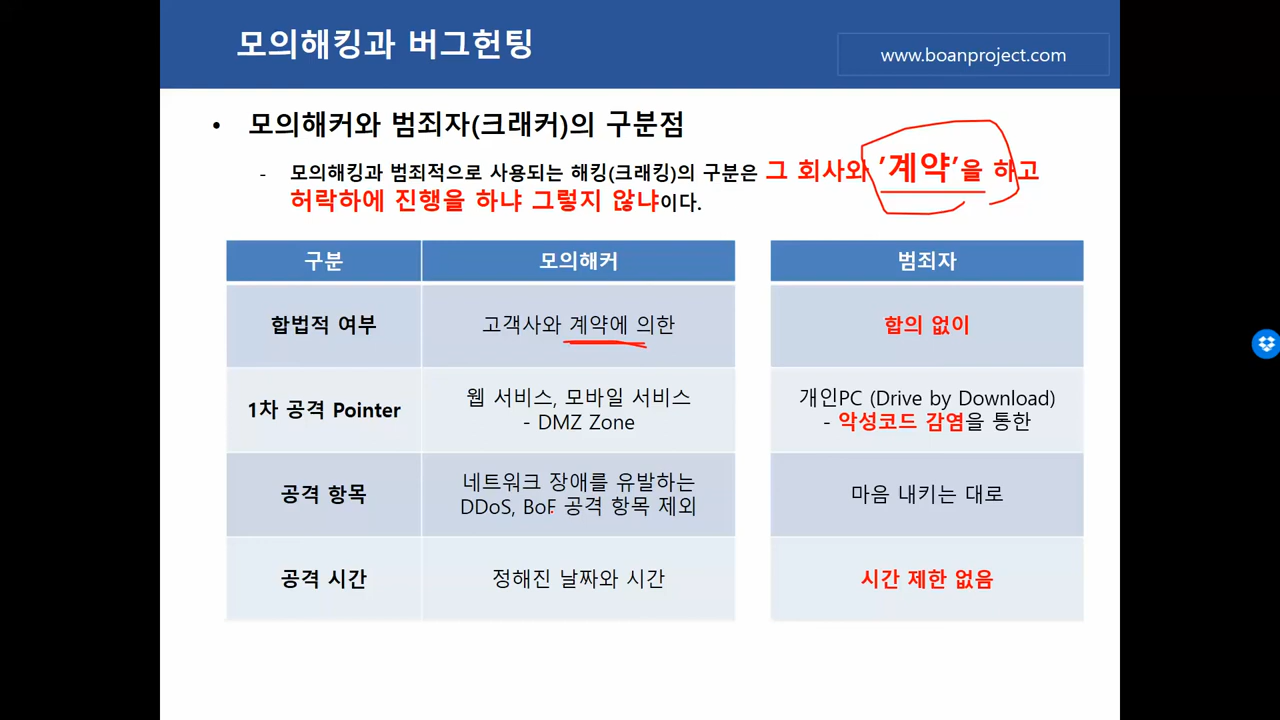 모의해킹과 버그헌팅
www.boanproject.com
• 모의해커와 범죄자(크래커)의 구분점
- 모의해킹과 범죄적으로 사용되는 해킹(크래킹)의 구분은 그 회사와 '계약'을 하고
허락하에 진행을 하냐 그렇지 않냐이다.
구분 모의해커 범죄자
합법적 여부 고객사와 계약에 의한 합의 없이
1차 공격 Pointer
웹 서비스, 모바일 서비스
- DMZ Zone
개인PC (Drive by Download)
- 악성코드 감염을 통한
공격 항목
네트워크 장애를 유발하는
DDoS, BoF 공격 항목 제외
마음 내키는 대로
공격 시간 정해진 날짜와 시간 시간 제한 없음